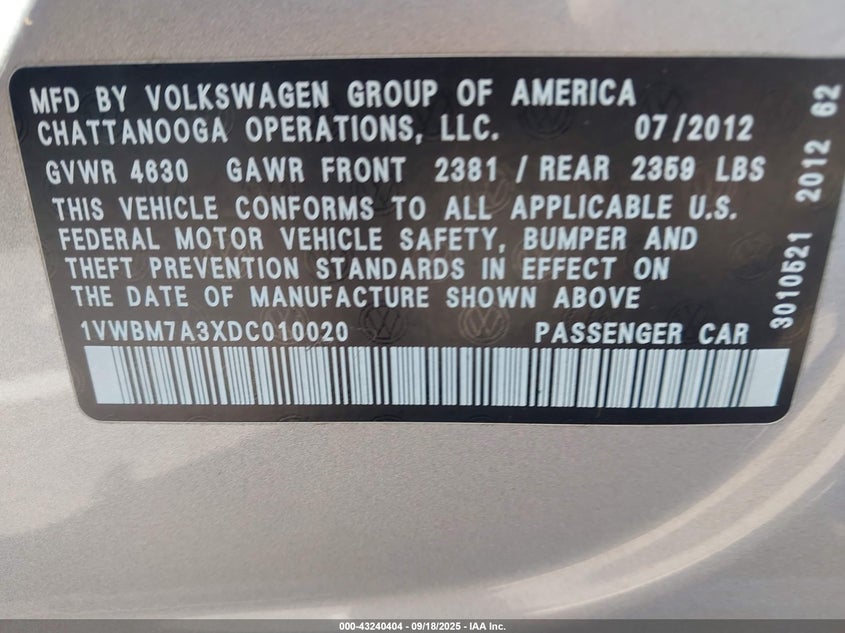 MFD BY VOLKSWAGEN GROUP OF AMERICA
CHATTANOOGA OPERATIONS, LLC. 07/2012
GVWR 4630 GAWR FRONT 2381 / REAR 2359 LBS
THIS VEHICLE CONFORMS TO ALL APPLICABLE U.S.
FEDERAL MOTOR VEHICLE SAFETY, BUMPER AND
THEFT PREVENTION STANDARDS IN EFFECT ON
THE DATE OF MANUFACTURE SHOWN ABOVE
1VWBM7A3XDC010020 PASSENGER CAR
3010521 2012 62
000-43240404 - 09/18/2025 - IAA Inc.